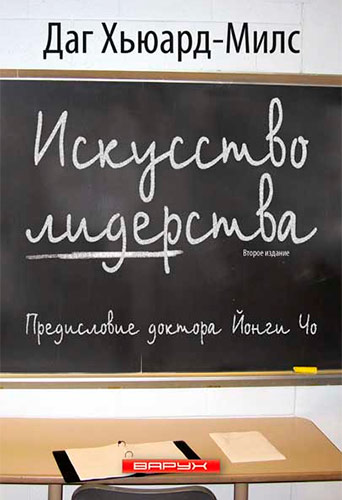 Даг Хьюард-Милс
Искусство
лидерства
Второе издание
Предисловие доктора Йонги Чо
ВАРУХ